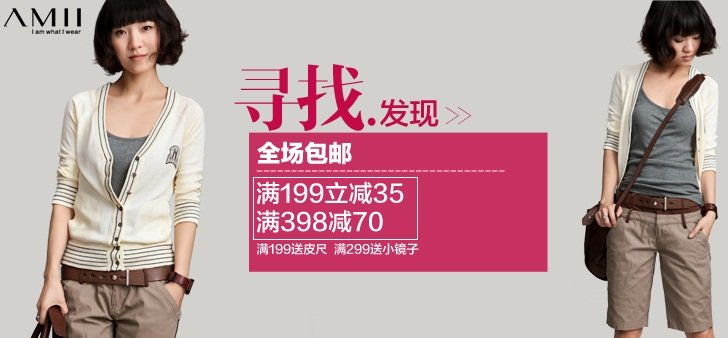 AMII
I am what I wear
寻找.发现>>
全场包邮
满199立减35
满398减70
满199送皮尺 满299送小镜子